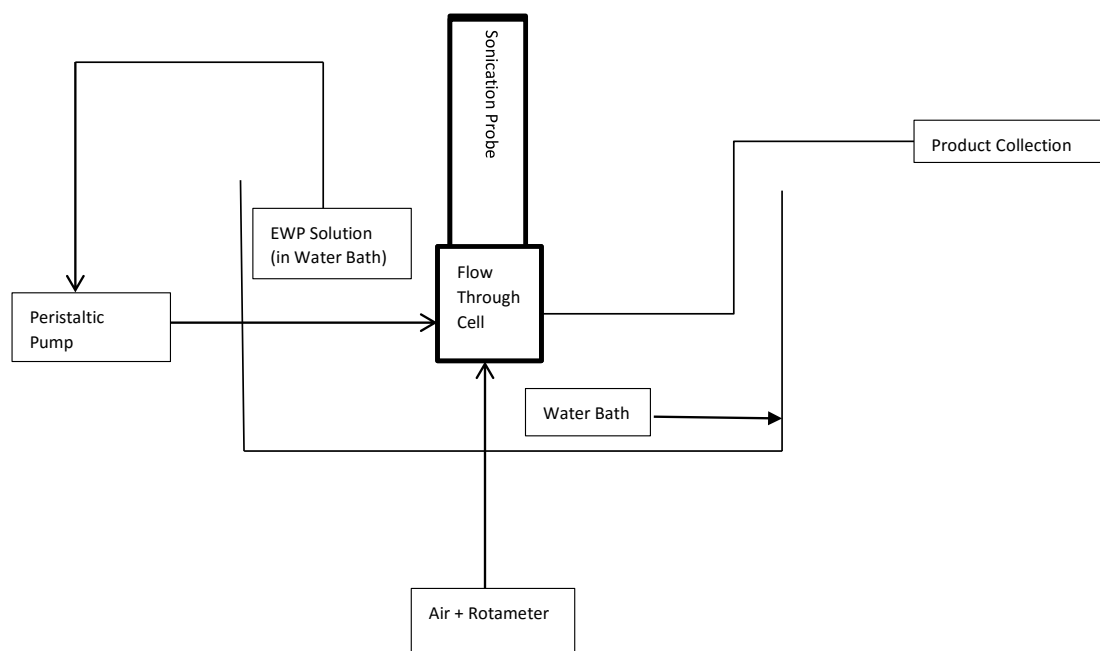 Sonication Probe
Product Collection
EWP Solution
(in Water Bath)
Flow
Through
Cell
Peristaltic
Pump
Water Bath
Air + Rotameter